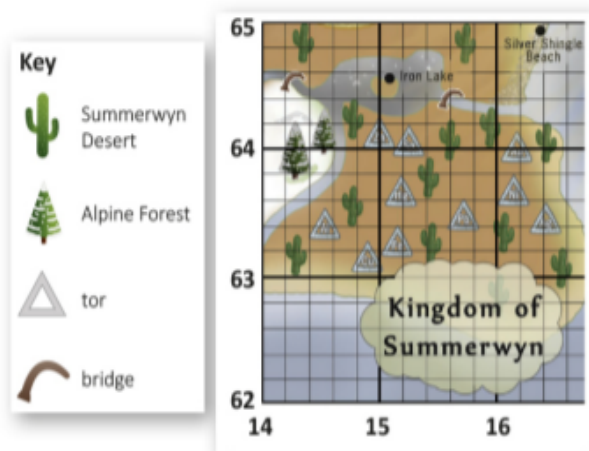 Key
Summerwyn
Desert
Alpine Forest
tor
bridge
65
64
63
62
14
15
16
Silver Shingle
Beach
Iron Lake
Kingdom of
Summerwyn